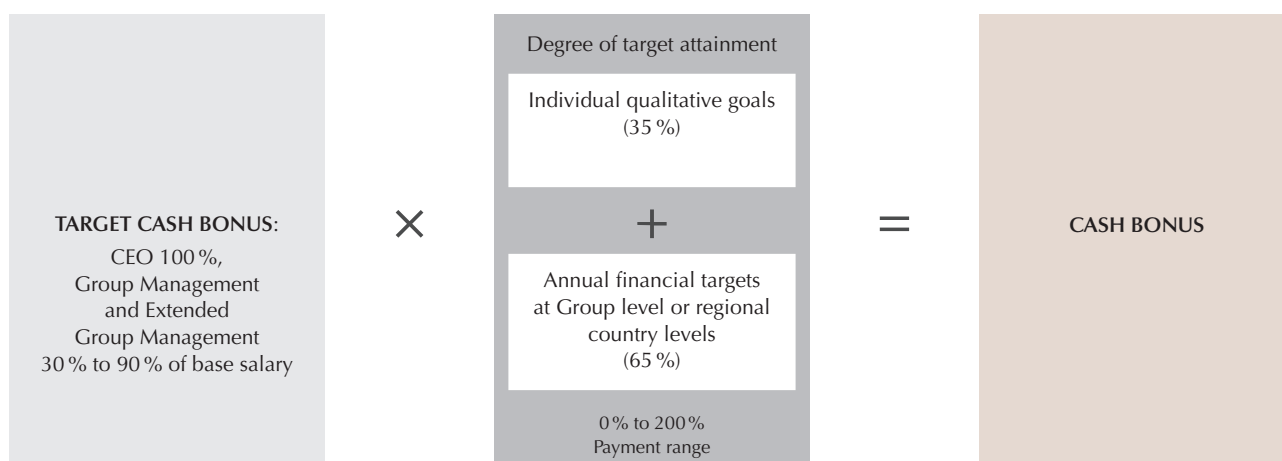 TARGET CASH BONUS:
CEO 100 %,
Group Management
and Extended
Group Management
30 % to 90 % of base salary
×
Degree of target attainment
Individual qualitative goals
(35 %)
+
Annual financial targets
at Group level or regional
country levels
(65 %)
0 % to 200 %
Payment range
=
CASH BONUS